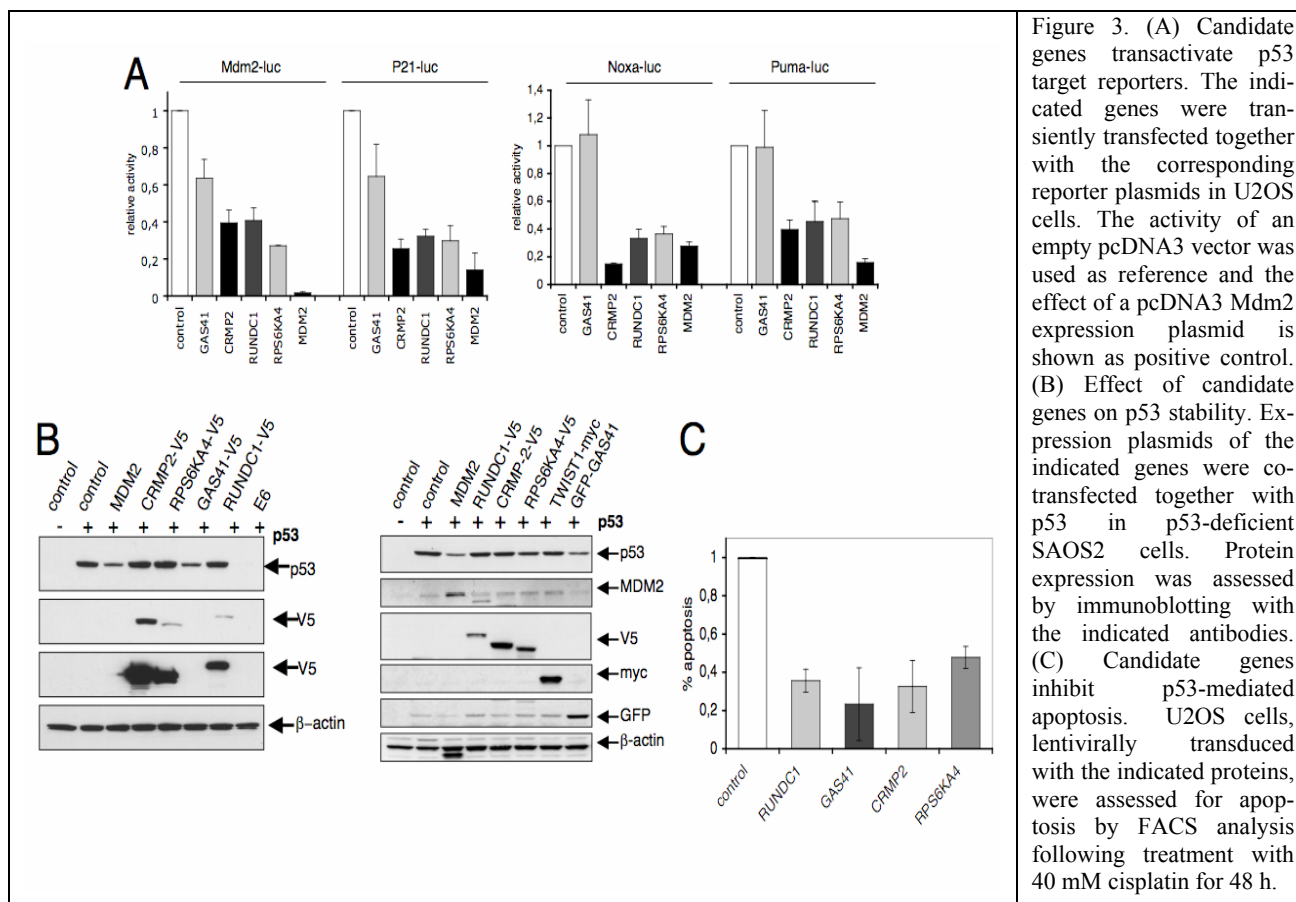 A
Mdm2-luc
P21-luc
Noxa-luc
Puma-luc
relative activity
1
0,8
0,6
0,4
0,2
0
control
GAS41
CRMP2
RUNDC1
RPS6KA4
MDM2
control
GAS41
CRMP2
RUNDC1
RPS6KA4
MDM2
relative activity
1,4
1,2
1
0,8
0,6
0,4
0,2
0
control
GAS41
CRMP2
RUNDC1
RPS6KA4
MDM2
control
GAS41
CRMP2
RUNDC1
RPS6KA4
MDM2
B
control
control
MDM2
CRMP2-V5
RPS6KA4-V5
GAS41-V5
RUNDC1-V5
E6
- + + + + + + + p53
p53
V5
V5
β-actin
control
control
MDM2
RUNDC1-V5
CRMP-2-V5
RPS6KA4-V5
TWIST1-myc
GFP-GAS41
- + + + + + + + p53
p53
MDM2
V5
myc
GFP
β-actin
C
% apoptosis
1
0,8
0,6
0,4
0,2
0
control
RUNDC1
GAS41
CRMP2
RPS6KA4
Figure 3. (A) Candidate
genes transactivate p53
target reporters. The indi-
cated genes were tran-
siently transfected together
with the corresponding
reporter plasmids in U2OS
cells. The activity of an
empty pcDNA3 vector was
used as reference and the
effect of a pcDNA3 Mdm2
expression plasmid is
shown as positive control.
(B) Effect of candidate
genes on p53 stability. Ex-
pression plasmids of the
indicated genes were co-
transfected together with
p53 in p53-deficient
SAOS2 cells. Protein
expression was assessed
by immunoblotting with
the indicated antibodies.
(C) Candidate genes
inhibit p53-mediated
apoptosis. U2OS cells,
lentivirally transduced
with the indicated proteins,
were assessed for apop-
tosis by FACS analysis
following treatment with
40 mM cisplatin for 48 h.